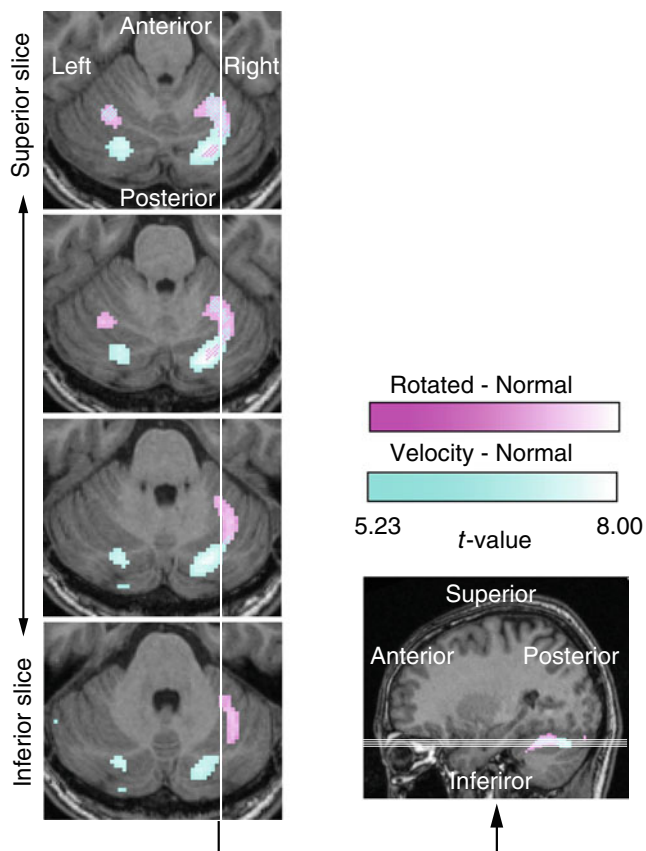 Superior slice
Anteriror
Left
Right
Posterior
Inferior slice
Rotated - Normal
Velocity - Normal
5.23
8.00
t-value
Superior
Anterior
Posterior
Inferiror